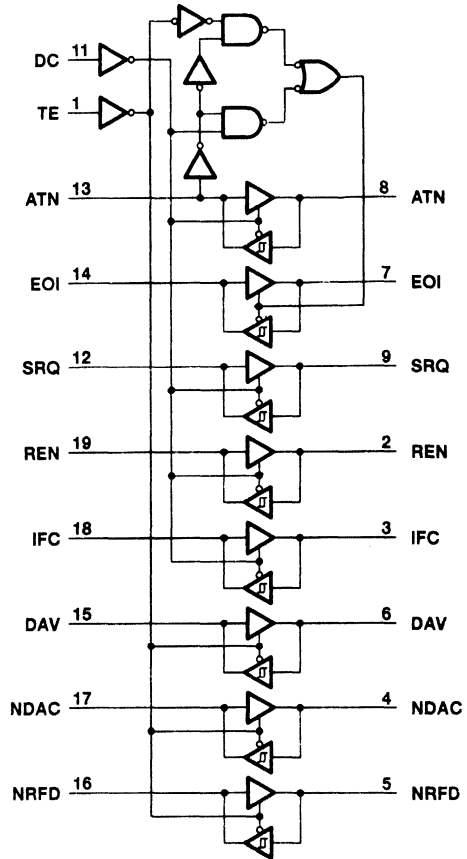 DC 11
TE 1
ATN 13 8 ATN
EOI 14 7 EOI
SRQ 12 9 SRQ
REN 19 2 REN
IFC 18 3 IFC
DAV 15 6 DAV
NDAC 17 4 NDAC
NRFD 16 5 NRFD